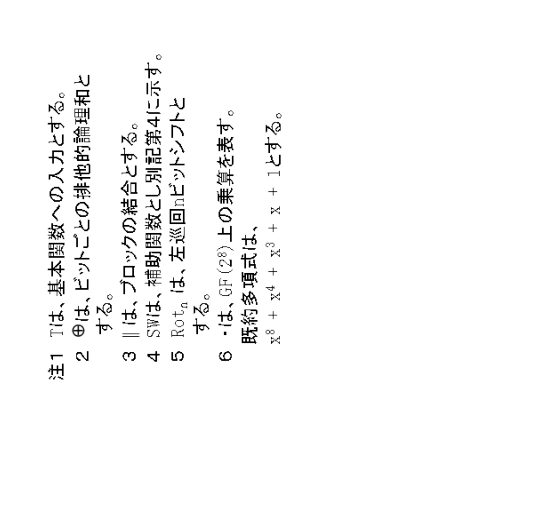 注1 Tは、基本関数への入力とする。
2 ⊕は、ビットごとの排他的論理和と
する。
3 ‖は、ブロックの結合とする。
4 SWは、補助関数とし別記第4に示す。
5 Rotₙ は、左巡回nビットシフトと
する。
6 ・は、GF(2⁸)上の乗算を表す。
既約多項式は、
x⁸ + x⁴ + x³ + x + 1とする。